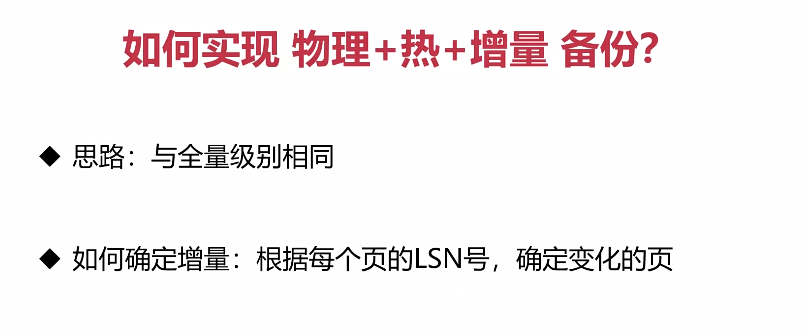 如何实现 物理+热+增量 备份？
◆ 思路：与全量级别相同
◆ 如何确定增量：根据每个页的LSN号，确定变化的页